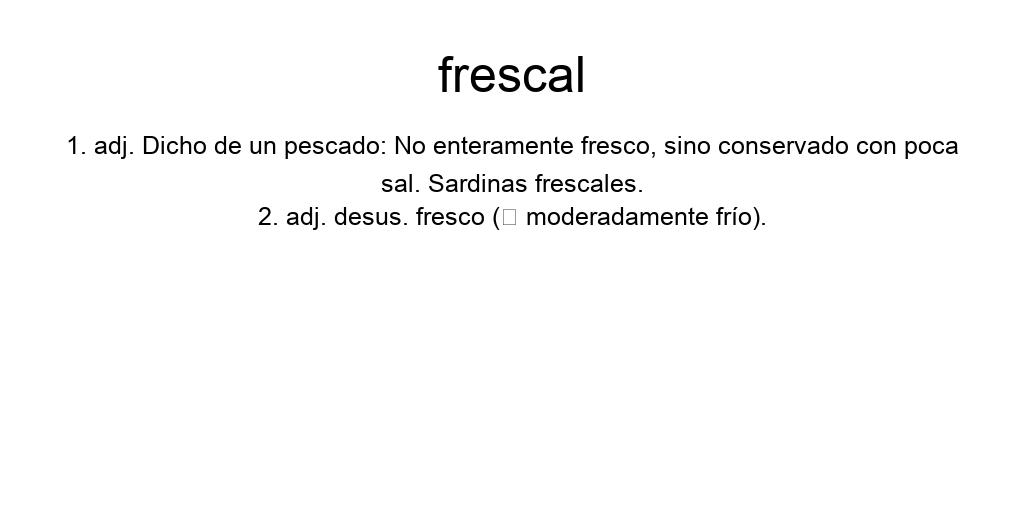 frescal
1. adj. Dicho de un pescado: No enteramente fresco, sino conservado con poca
sal. Sardinas frescales.
2. adj. desus. fresco (□ moderadamente frío).